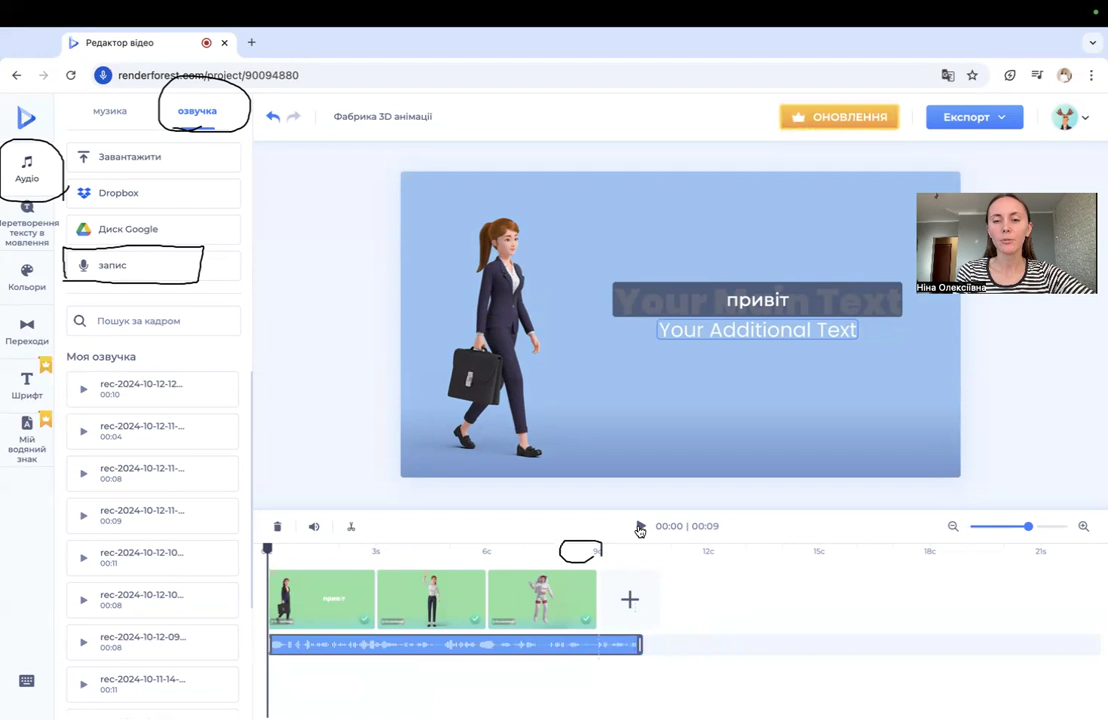 Редактор відео
renderforest.com/project/90094880
музика
озвучка
Фабрика 3D анімації
ОНОВЛЕННЯ
Експорт
Аудіо
Перетворення
тексту в
мовлення
Кольори
Переходи
Шрифт
Мій
водяний
знак
Завантажити
Dropbox
Диск Google
запис
Пошук за кадром
Моя озвучка
rec-2024-10-12-12...
00:10
rec-2024-10-12-11-...
00:04
rec-2024-10-12-11-...
00:08
rec-2024-10-12-11-...
00:09
rec-2024-10-12-10...
00:11
rec-2024-10-12-10...
00:08
rec-2024-10-12-09...
00:08
rec-2024-10-11-14-...
00:11
Your Main Text
привіт
Your Additional Text
Ніна Олексіївна
00:00 | 00:09
3s 6s 9s 12s 15s 18s 21s
привіт